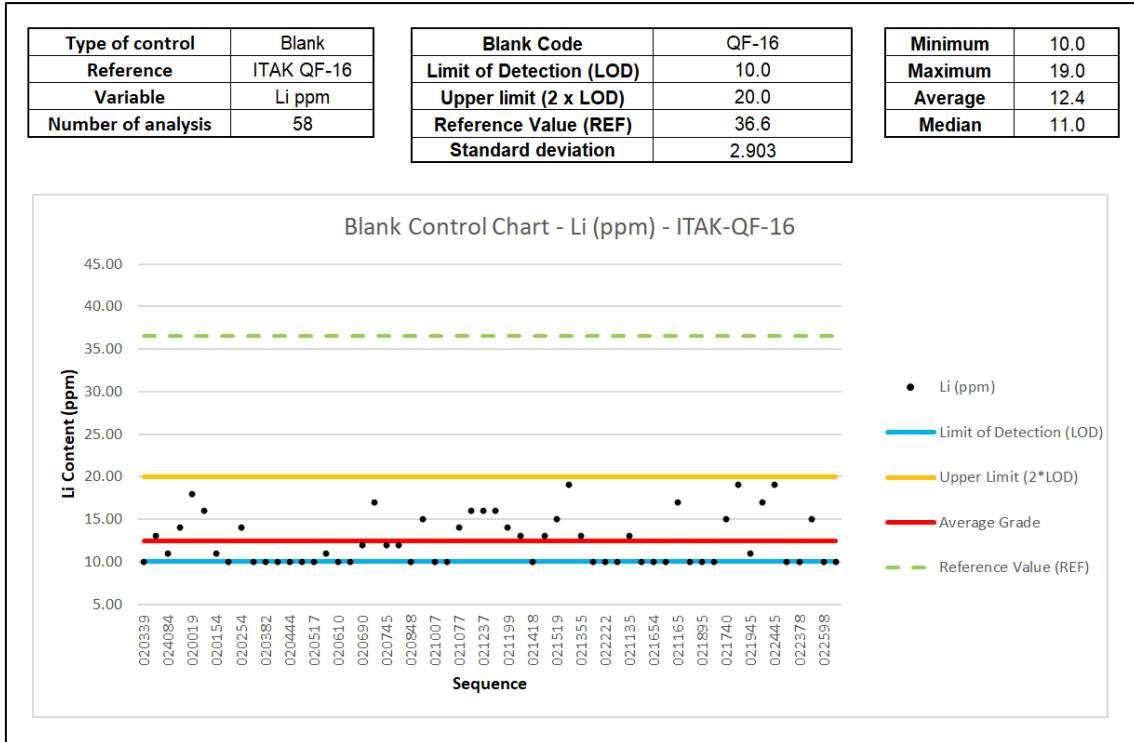 Type of control Blank
Reference ITAK QF-16
Variable Li ppm
Number of analysis 58
Blank Code QF-16
Limit of Detection (LOD) 10.0
Upper limit (2 x LOD) 20.0
Reference Value (REF) 36.6
Standard deviation 2.903
Minimum 10.0
Maximum 19.0
Average 12.4
Median 11.0
Blank Control Chart - Li (ppm) - ITAK-QF-16
45.00
40.00
35.00
30.00
25.00
20.00
15.00
10.00
5.00
Li Content (ppm)
020339
024084
020019
020154
020254
020382
020444
020517
020610
020690
020745
020848
021007
021077
021237
021199
021418
021519
021355
022222
021135
021654
021165
021895
021740
021945
022445
022378
022598
Sequence
Li (ppm)
Limit of Detection (LOD)
Upper Limit (2*LOD)
Average Grade
Reference Value (REF)